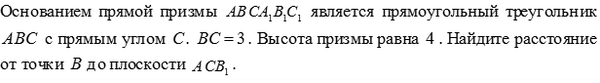 Основанием прямой призмы ABCA₁B₁C₁ является прямоугольный треугольник
ABC с прямым углом C. BC = 3. Высота призмы равна 4. Найдите расстояние
от точки B до плоскости ACB₁.